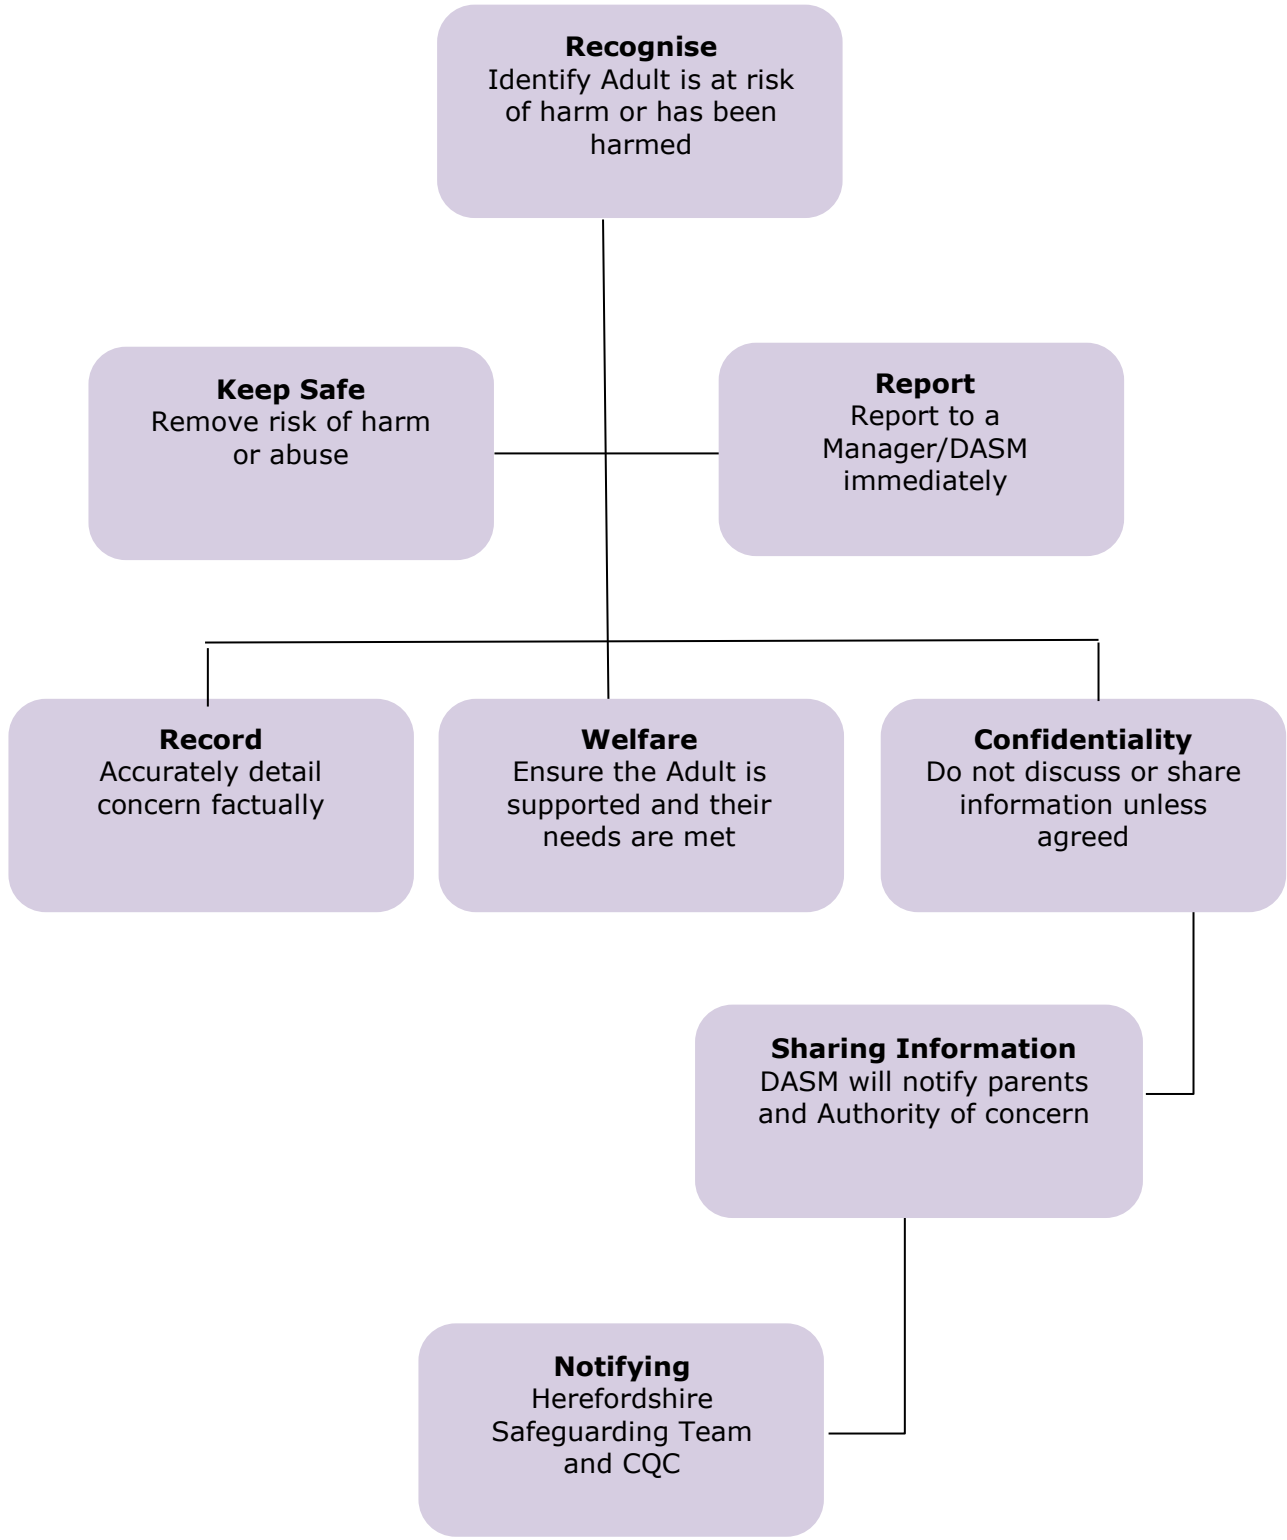 Recognise
Identify Adult is at risk
of harm or has been
harmed
Keep Safe
Remove risk of harm
or abuse
Report
Report to a
Manager/DASM
immediately
Record
Accurately detail
concern factually
Welfare
Ensure the Adult is
supported and their
needs are met
Confidentiality
Do not discuss or share
information unless
agreed
Sharing Information
DASM will notify parents
and Authority of concern
Notifying
Herefordshire
Safeguarding Team
and CQC